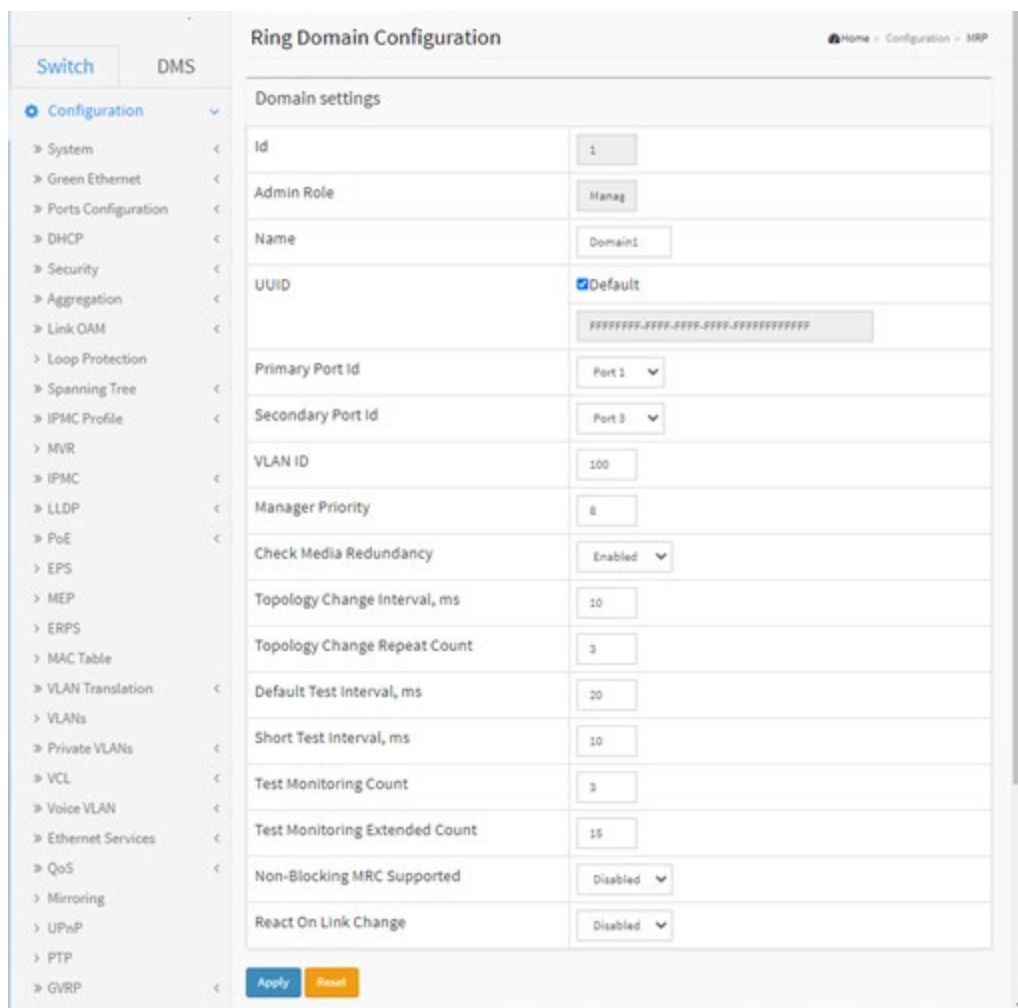 Ring Domain Configuration
Home > Configuration > MRP
Switch DMS
Configuration
» System
» Green Ethernet
» Ports Configuration
» DHCP
» Security
» Aggregation
» Link OAM
> Loop Protection
» Spanning Tree
» IPMC Profile
> MVR
» IPMC
» LLDP
» PoE
> EPS
> MEP
> ERPS
> MAC Table
» VLAN Translation
> VLANs
» Private VLANs
» VCL
» Voice VLAN
» Ethernet Services
» QoS
> Mirroring
> UPnP
> PTP
» GVRP
Domain settings
Id 1
Admin Role Manag
Name Domain1
UUID Default
FFFFFFFF-FFFF-FFFF-FFFF-FFFFFFFFFFFF
Primary Port Id Port 1
Secondary Port Id Port 3
VLAN ID 100
Manager Priority 8
Check Media Redundancy Enabled
Topology Change Interval, ms 10
Topology Change Repeat Count 3
Default Test Interval, ms 20
Short Test Interval, ms 10
Test Monitoring Count 3
Test Monitoring Extended Count 15
Non-Blocking MRC Supported Disabled
React On Link Change Disabled
Apply Reset